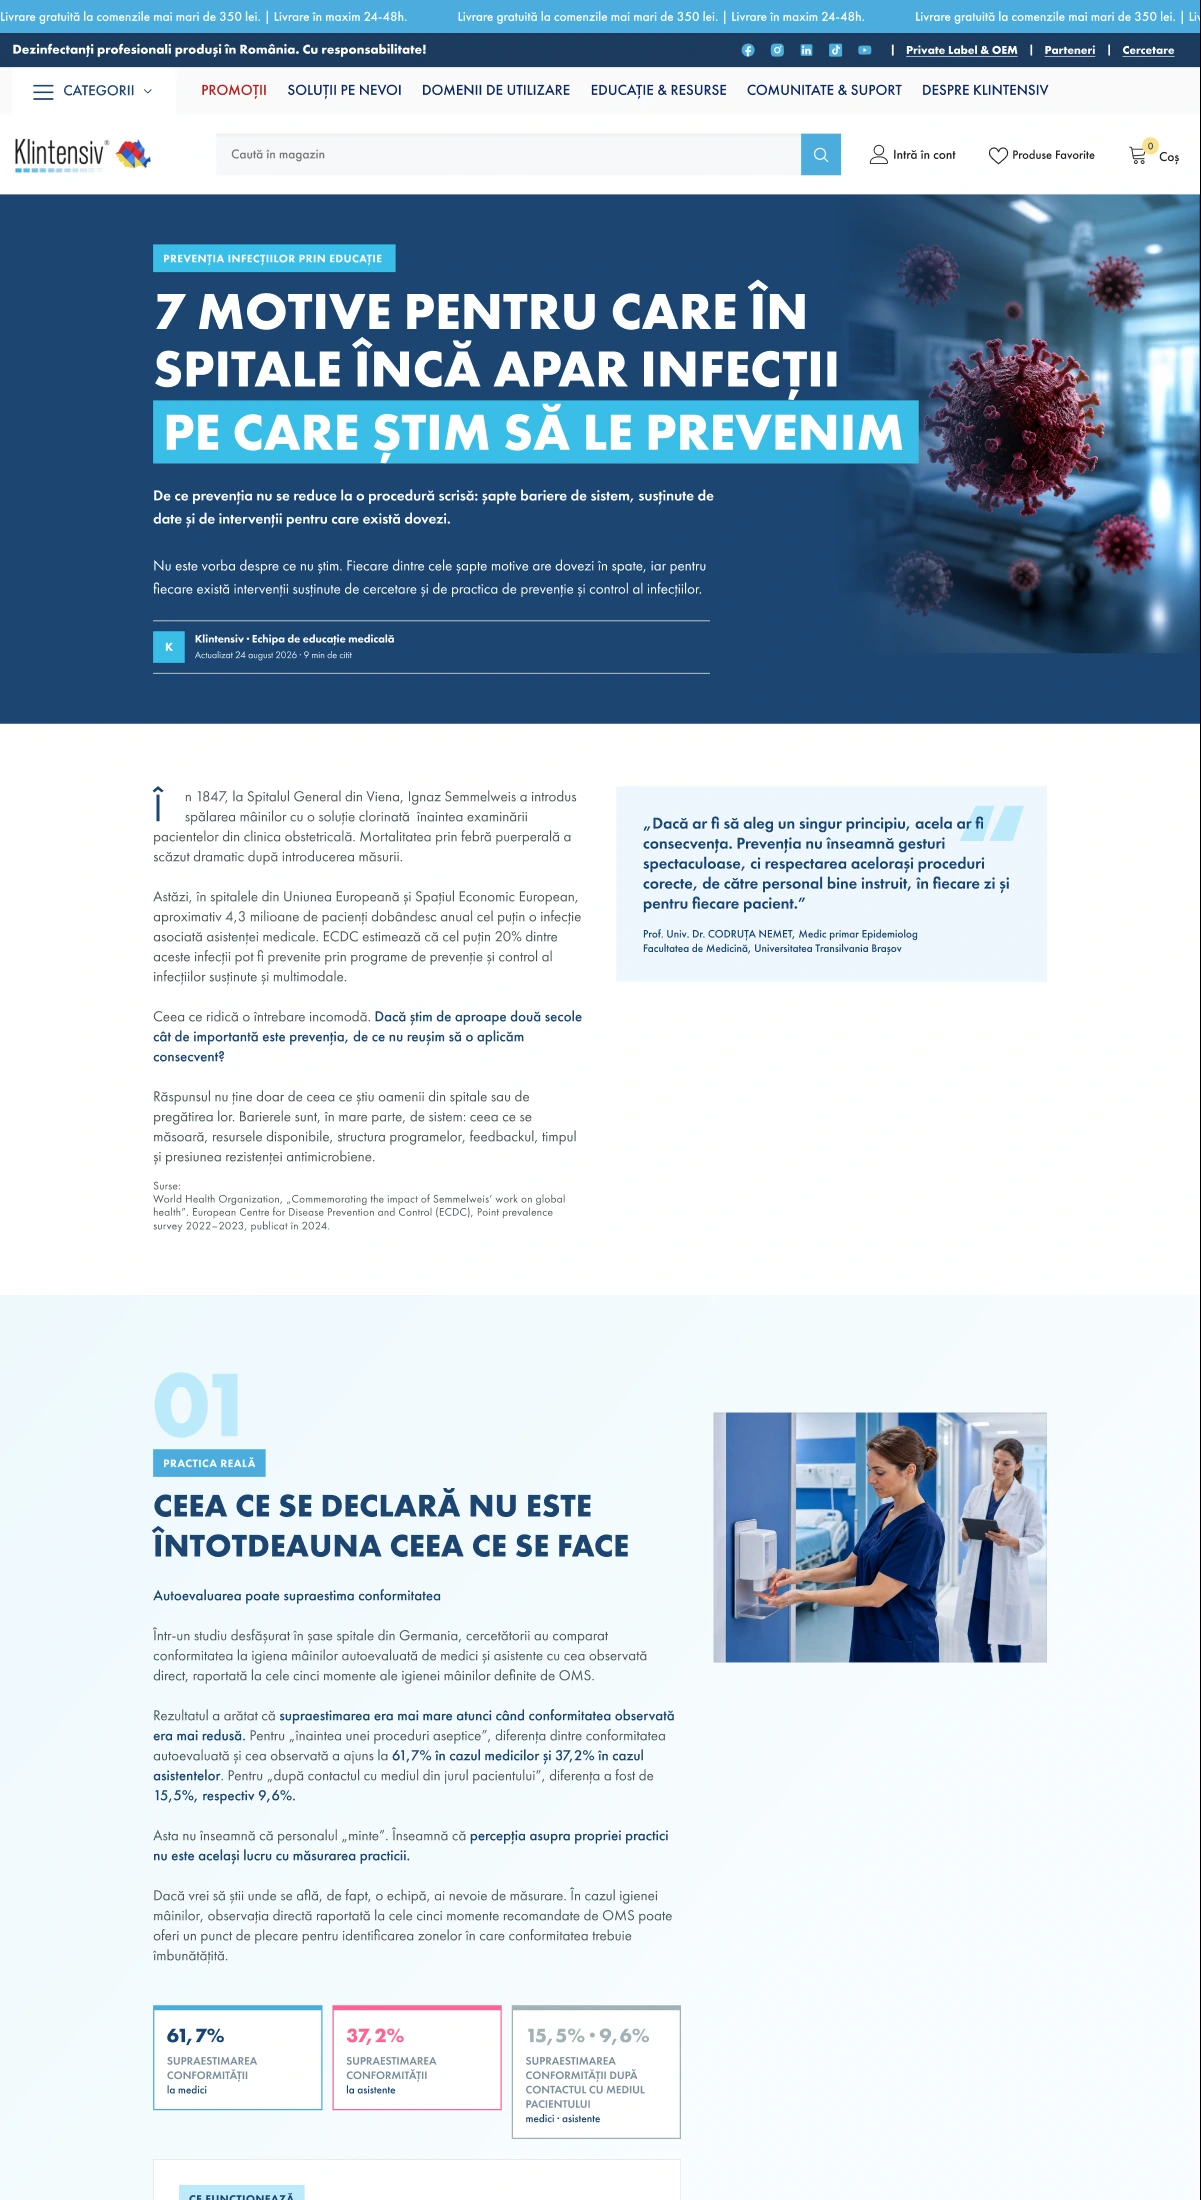 Livrare gratuită la comenzile mai mari de 350 lei. | Livrare în maxim 24-48h. Livrare gratuită la comenzile mai mari de 350 lei. | Livrare în maxim 24-48h. Livrare gratuită la comenzile mai mari de 350 lei. | Li
Dezinfectanți profesionali produși în România. Cu responsabilitate! | Private Label & OEM | Parteneri | Cercetare
CATEGORII PROMOȚII SOLUȚII PE NEVOI DOMENII DE UTILIZARE EDUCAȚIE & RESURSE COMUNITATE & SUPORT DESPRE KLINTENSIV
Klintensiv® Caută în magazin Intră în cont Produse Favorite 0 Coș
PREVENȚIA INFECȚIILOR PRIN EDUCAȚIE
7 MOTIVE PENTRU CARE ÎN
SPITALE ÎNCĂ APAR INFECȚII
PE CARE ȘTIM SĂ LE PREVENIM
De ce prevenția nu se reduce la o procedură scrisă: șapte bariere de sistem, susținute de
date și de intervenții pentru care există dovezi.
Nu este vorba despre ce nu știm. Fiecare dintre cele șapte motive are dovezi în spate, iar pentru
fiecare există intervenții susținute de cercetare și de practica de prevenție și control al infecțiilor.
K
Klintensiv · Echipa de educație medicală
Actualizat 24 august 2026 · 9 min de citit
În 1847, la Spitalul General din Viena, Ignaz Semmelweis a introdus
spălarea mâinilor cu o soluție clorinată înaintea examinării
pacientelor din clinica obstetricală. Mortalitatea prin febră puerperală a
scăzut dramatic după introducerea măsurii.
Astăzi, în spitalele din Uniunea Europeană și Spațiul Economic European,
aproximativ 4,3 milioane de pacienți dobândesc anual cel puțin o infecție
asociată asistenței medicale. ECDC estimează că cel puțin 20% dintre
aceste infecții pot fi prevenite prin programe de prevenție și control al
infecțiilor susținute și multimodale.
Ceea ce ridică o întrebare incomodă. Dacă știm de aproape două secole
cât de importantă este prevenția, de ce nu reușim să o aplicăm
consecvent?
Răspunsul nu ține doar de ceea ce știu oamenii din spitale sau de
pregătirea lor. Barierele sunt, în mare parte, de sistem: ceea ce se
măsoară, resursele disponibile, structura programelor, feedbackul, timpul
și presiunea rezistenței antimicrobiene.
Surse:
World Health Organization, „Commemorating the impact of Semmelweis' work on global
health”. European Centre for Disease Prevention and Control (ECDC), Point prevalence
survey 2022–2023, publicat în 2024.
„Dacă ar fi să aleg un singur principiu, acela ar fi
consecvența. Prevenția nu înseamnă gesturi
spectaculoase, ci respectarea acelorași proceduri
corecte, de către personal bine instruit, în fiecare zi și
pentru fiecare pacient.”
Prof. Univ. Dr. CODRUȚA NEMET, Medic primar Epidemiolog
Facultatea de Medicină, Universitatea Transilvania Brașov
01
PRACTICA REALĂ
CEEA CE SE DECLARĂ NU ESTE
ÎNTOTDEAUNA CEEA CE SE FACE
Autoevaluarea poate supraestima conformitatea
Într-un studiu desfășurat în șase spitale din Germania, cercetătorii au comparat
conformitatea la igiena mâinilor autoevaluată de medici și asistente cu cea observată
direct, raportată la cele cinci momente ale igienei mâinilor definite de OMS.
Rezultatul a arătat că supraestimarea era mai mare atunci când conformitatea observată
era mai redusă. Pentru „înaintea unei proceduri aseptice”, diferența dintre conformitatea
autoevaluată și cea observată a ajuns la 61,7% în cazul medicilor și 37,2% în cazul
asistentelor. Pentru „după contactul cu mediul din jurul pacientului”, diferența a fost de
15,5%, respectiv 9,6%.
Asta nu înseamnă că personalul „minte”. Înseamnă că percepția asupra propriei practici
nu este același lucru cu măsurarea practicii.
Dacă vrei să știi unde se află, de fapt, o echipă, ai nevoie de măsurare. În cazul igienei
mâinilor, observația directă raportată la cele cinci momente recomandate de OMS poate
oferi un punct de plecare pentru identificarea zonelor în care conformitatea trebuie
îmbunătățită.
61,7%
SUPRAESTIMAREA
CONFORMITĂȚII
la medici
37,2%
SUPRAESTIMAREA
CONFORMITĂȚII
la asistente
15,5% • 9,6%
SUPRAESTIMAREA
CONFORMITĂȚII DUPĂ
CONTACTUL CU MEDIUL
PACIENTULUI
medici · asistente
CE FUNCȚIONEAZĂ